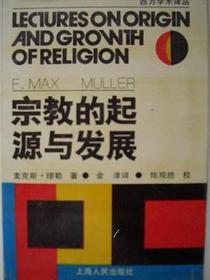 西方学术译丛
LECTURES ON ORIGIN
AND GROWTH
OF RELIGION
F. MAX MULLER
宗教的起
源与发展
麦克斯·缪勒 著 ◆ 金泽译 ◆ 陈观胜 校
上海人民出版社